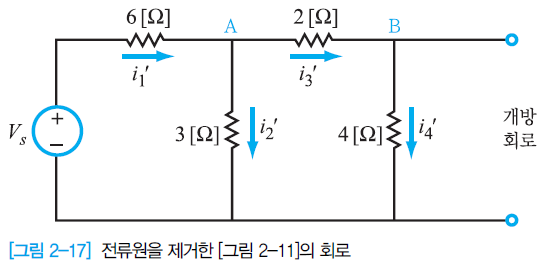 6 [Ω] A 2 [Ω] B
i₁′ i₃′
Vₛ + − 3 [Ω] i₂′ 4 [Ω] i₄′ 개방
회로
[그림 2-17] 전류원을 제거한 [그림 2-11]의 회로